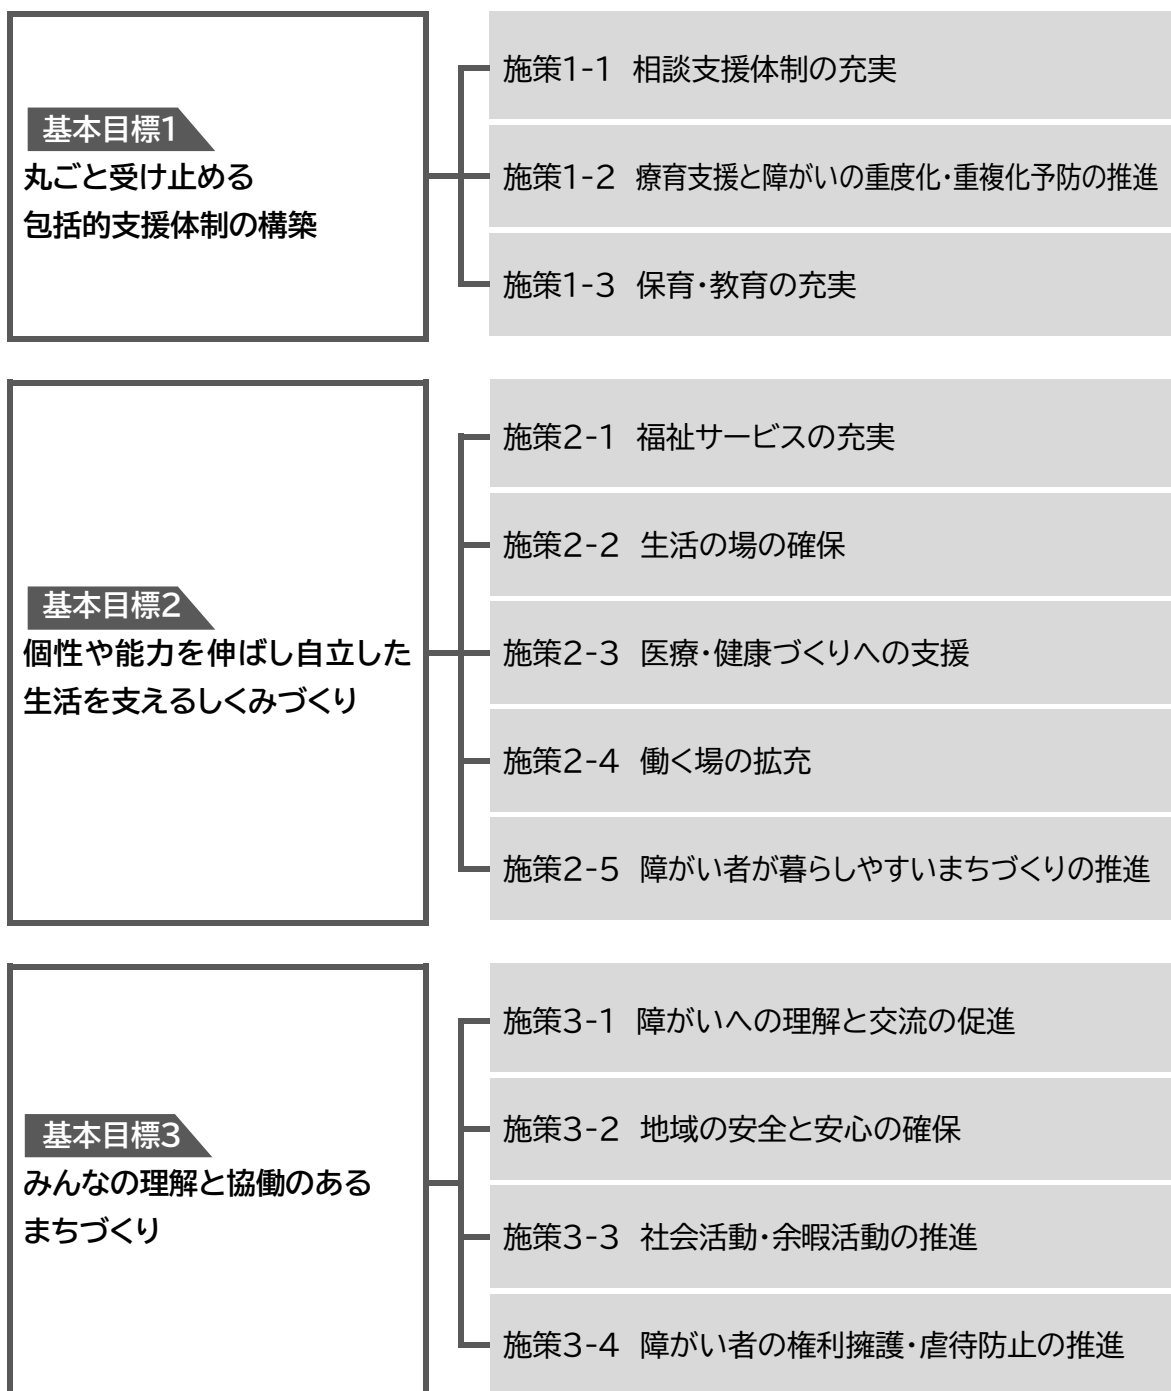 基本目標1
丸ごと受け止める
包括的支援体制の構築
施策1-1 相談支援体制の充実
施策1-2 療育支援と障がいの重度化・重複化予防の推進
施策1-3 保育・教育の充実
基本目標2
個性や能力を伸ばし自立した
生活を支えるしくみづくり
施策2-1 福祉サービスの充実
施策2-2 生活の場の確保
施策2-3 医療・健康づくりへの支援
施策2-4 働く場の拡充
施策2-5 障がい者が暮らしやすいまちづくりの推進
基本目標3
みんなの理解と協働のある
まちづくり
施策3-1 障がいへの理解と交流の促進
施策3-2 地域の安全と安心の確保
施策3-3 社会活動・余暇活動の推進
施策3-4 障がい者の権利擁護・虐待防止の推進